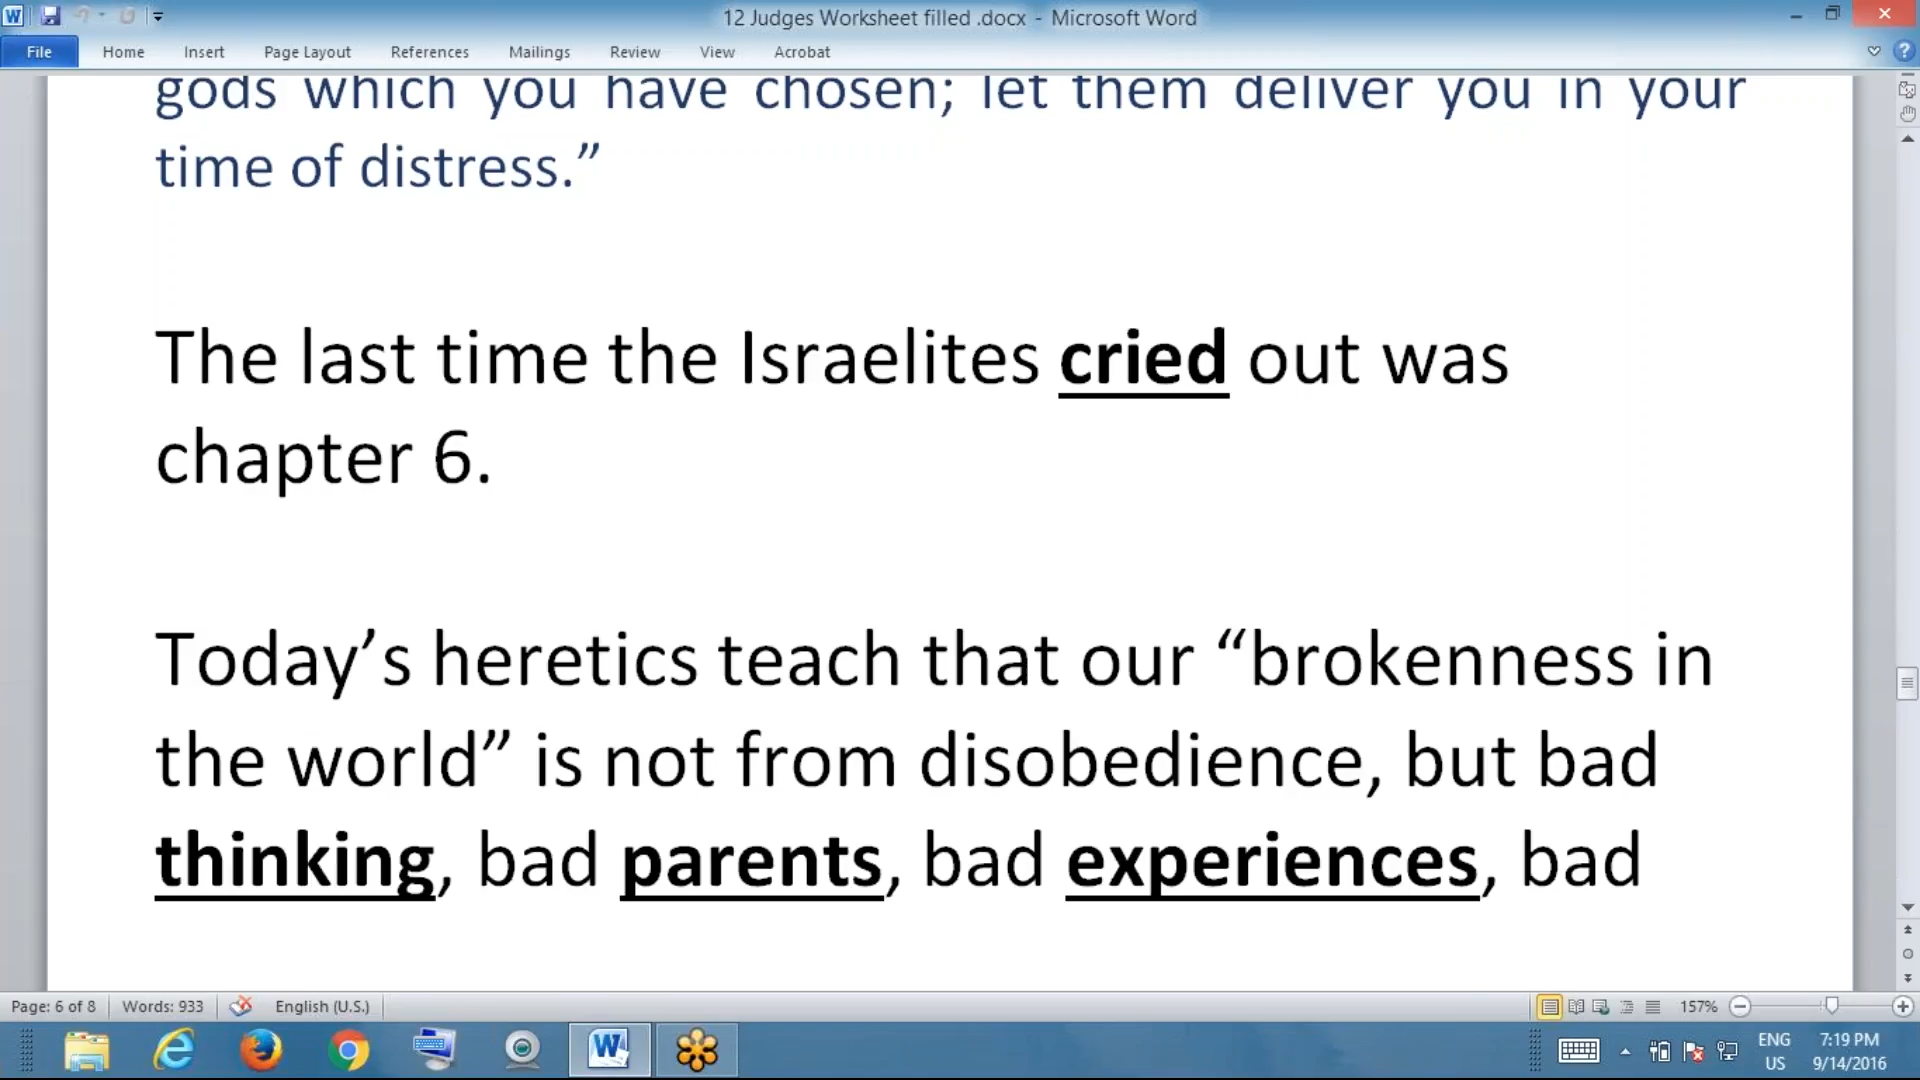 12 Judges Worksheet filled .docx - Microsoft Word
File Home Insert Page Layout References Mailings Review View Acrobat
gods which you have chosen; let them deliver you in your
time of distress.”
The last time the Israelites cried out was
chapter 6.
Today’s heretics teach that our “brokenness in
the world” is not from disobedience, but bad
thinking, bad parents, bad experiences, bad
Page: 6 of 8 Words: 933 English (U.S.) 157%
ENG 7:19 PM
US 9/14/2016